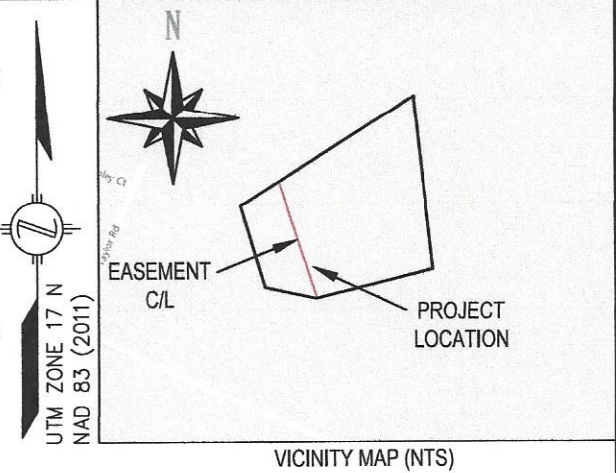 N
Taylor Rd
EASEMENT
C/L
PROJECT
LOCATION
UTM ZONE 17 N
NAD 83 (2011)
VICINITY MAP (NTS)